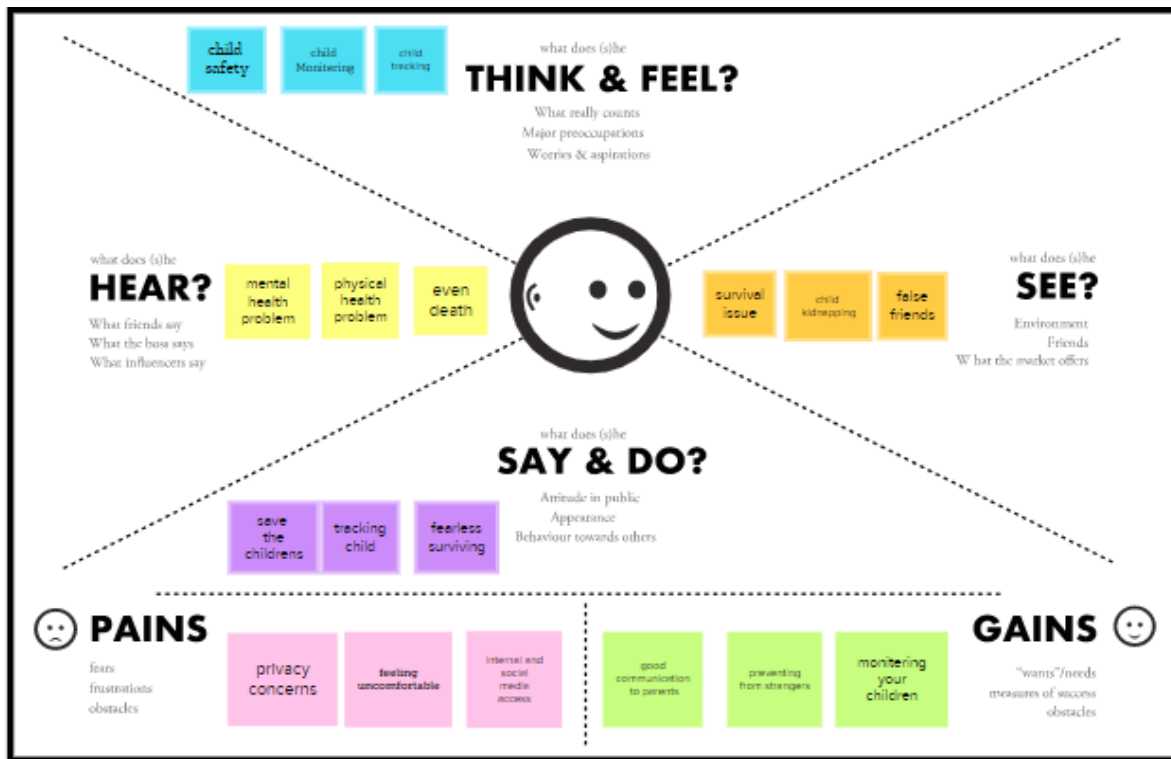 child
safety
child
Monitering
child
tracking
what does (s)he
THINK & FEEL?
What really counts
Major preoccupations
Worries & aspirations
what does (s)he
HEAR?
What friends say
What the boss says
What influencers say
mental
health
problem
physical
health
problem
even
death
survival
issue
child
kidnapping
false
friends
what does (s)he
SEE?
Environment
Friends
W hat the market offers
what does (s)he
SAY & DO?
Attitude in public
Appearance
Behaviour towards others
save
the
childrens
tracking
child
fearless
surviving
PAINS
fears
frustrations
obstacles
privacy
concerns
feeling
uncomfortable
internal and
social
media
access
good
communication
to parents
preventing
from strangers
monitering
your
children
GAINS
"wants"/needs
measures of success
obstacles